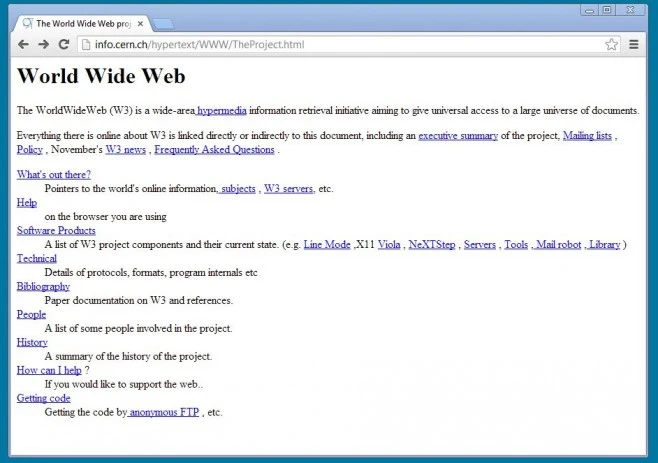 The World Wide Web proj
info.cern.ch/hypertext/WWW/TheProject.html
World Wide Web
The WorldWideWeb (W3) is a wide-area hypermedia information retrieval initiative aiming to give universal access to a large universe of documents.
Everything there is online about W3 is linked directly or indirectly to this document, including an executive summary of the project, Mailing lists ,
Policy , November's W3 news , Frequently Asked Questions .
What's out there?
Pointers to the world's online information, subjects , W3 servers, etc.
Help
on the browser you are using
Software Products
A list of W3 project components and their current state. (e.g. Line Mode ,X11 Viola , NeXTStep , Servers , Tools , Mail robot , Library )
Technical
Details of protocols, formats, program internals etc
Bibliography
Paper documentation on W3 and references.
People
A list of some people involved in the project.
History
A summary of the history of the project.
How can I help ?
If you would like to support the web..
Getting code
Getting the code by anonymous FTP , etc.